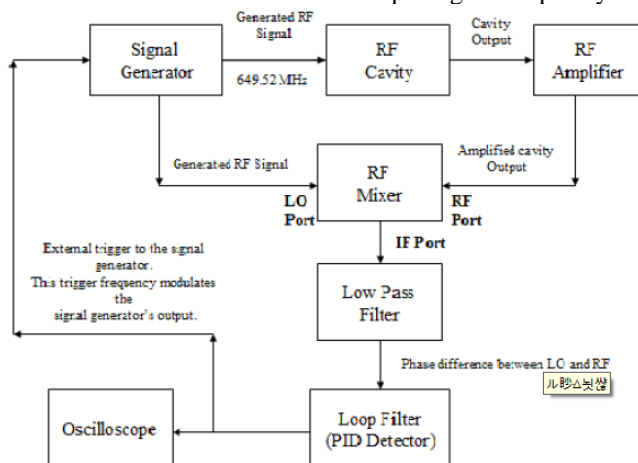 Generated RF
Signal
Cavity
Output
Signal
Generator
649.52 MHz
RF
Cavity
RF
Amplifier
Generated RF Signal
Amplified cavity
Output
LO
Port
RF
Mixer
RF
Port
IF Port
External trigger to the signal
generator.
This trigger frequency modulates
the
signal generator's output.
Low Pass
Filter
Phase difference between LO and RF
Oscilloscope
Loop Filter
(PID Detector)